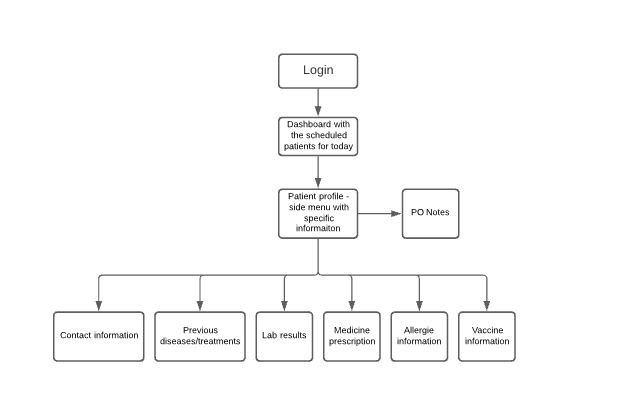 Login
Dashboard with
the scheduled
patients for today
Patient profile -
side menu with
specific
informaiton
PO Notes
Contact information
Previous
diseases/treatments
Lab results
Medicine
prescription
Allergie
information
Vaccine
information